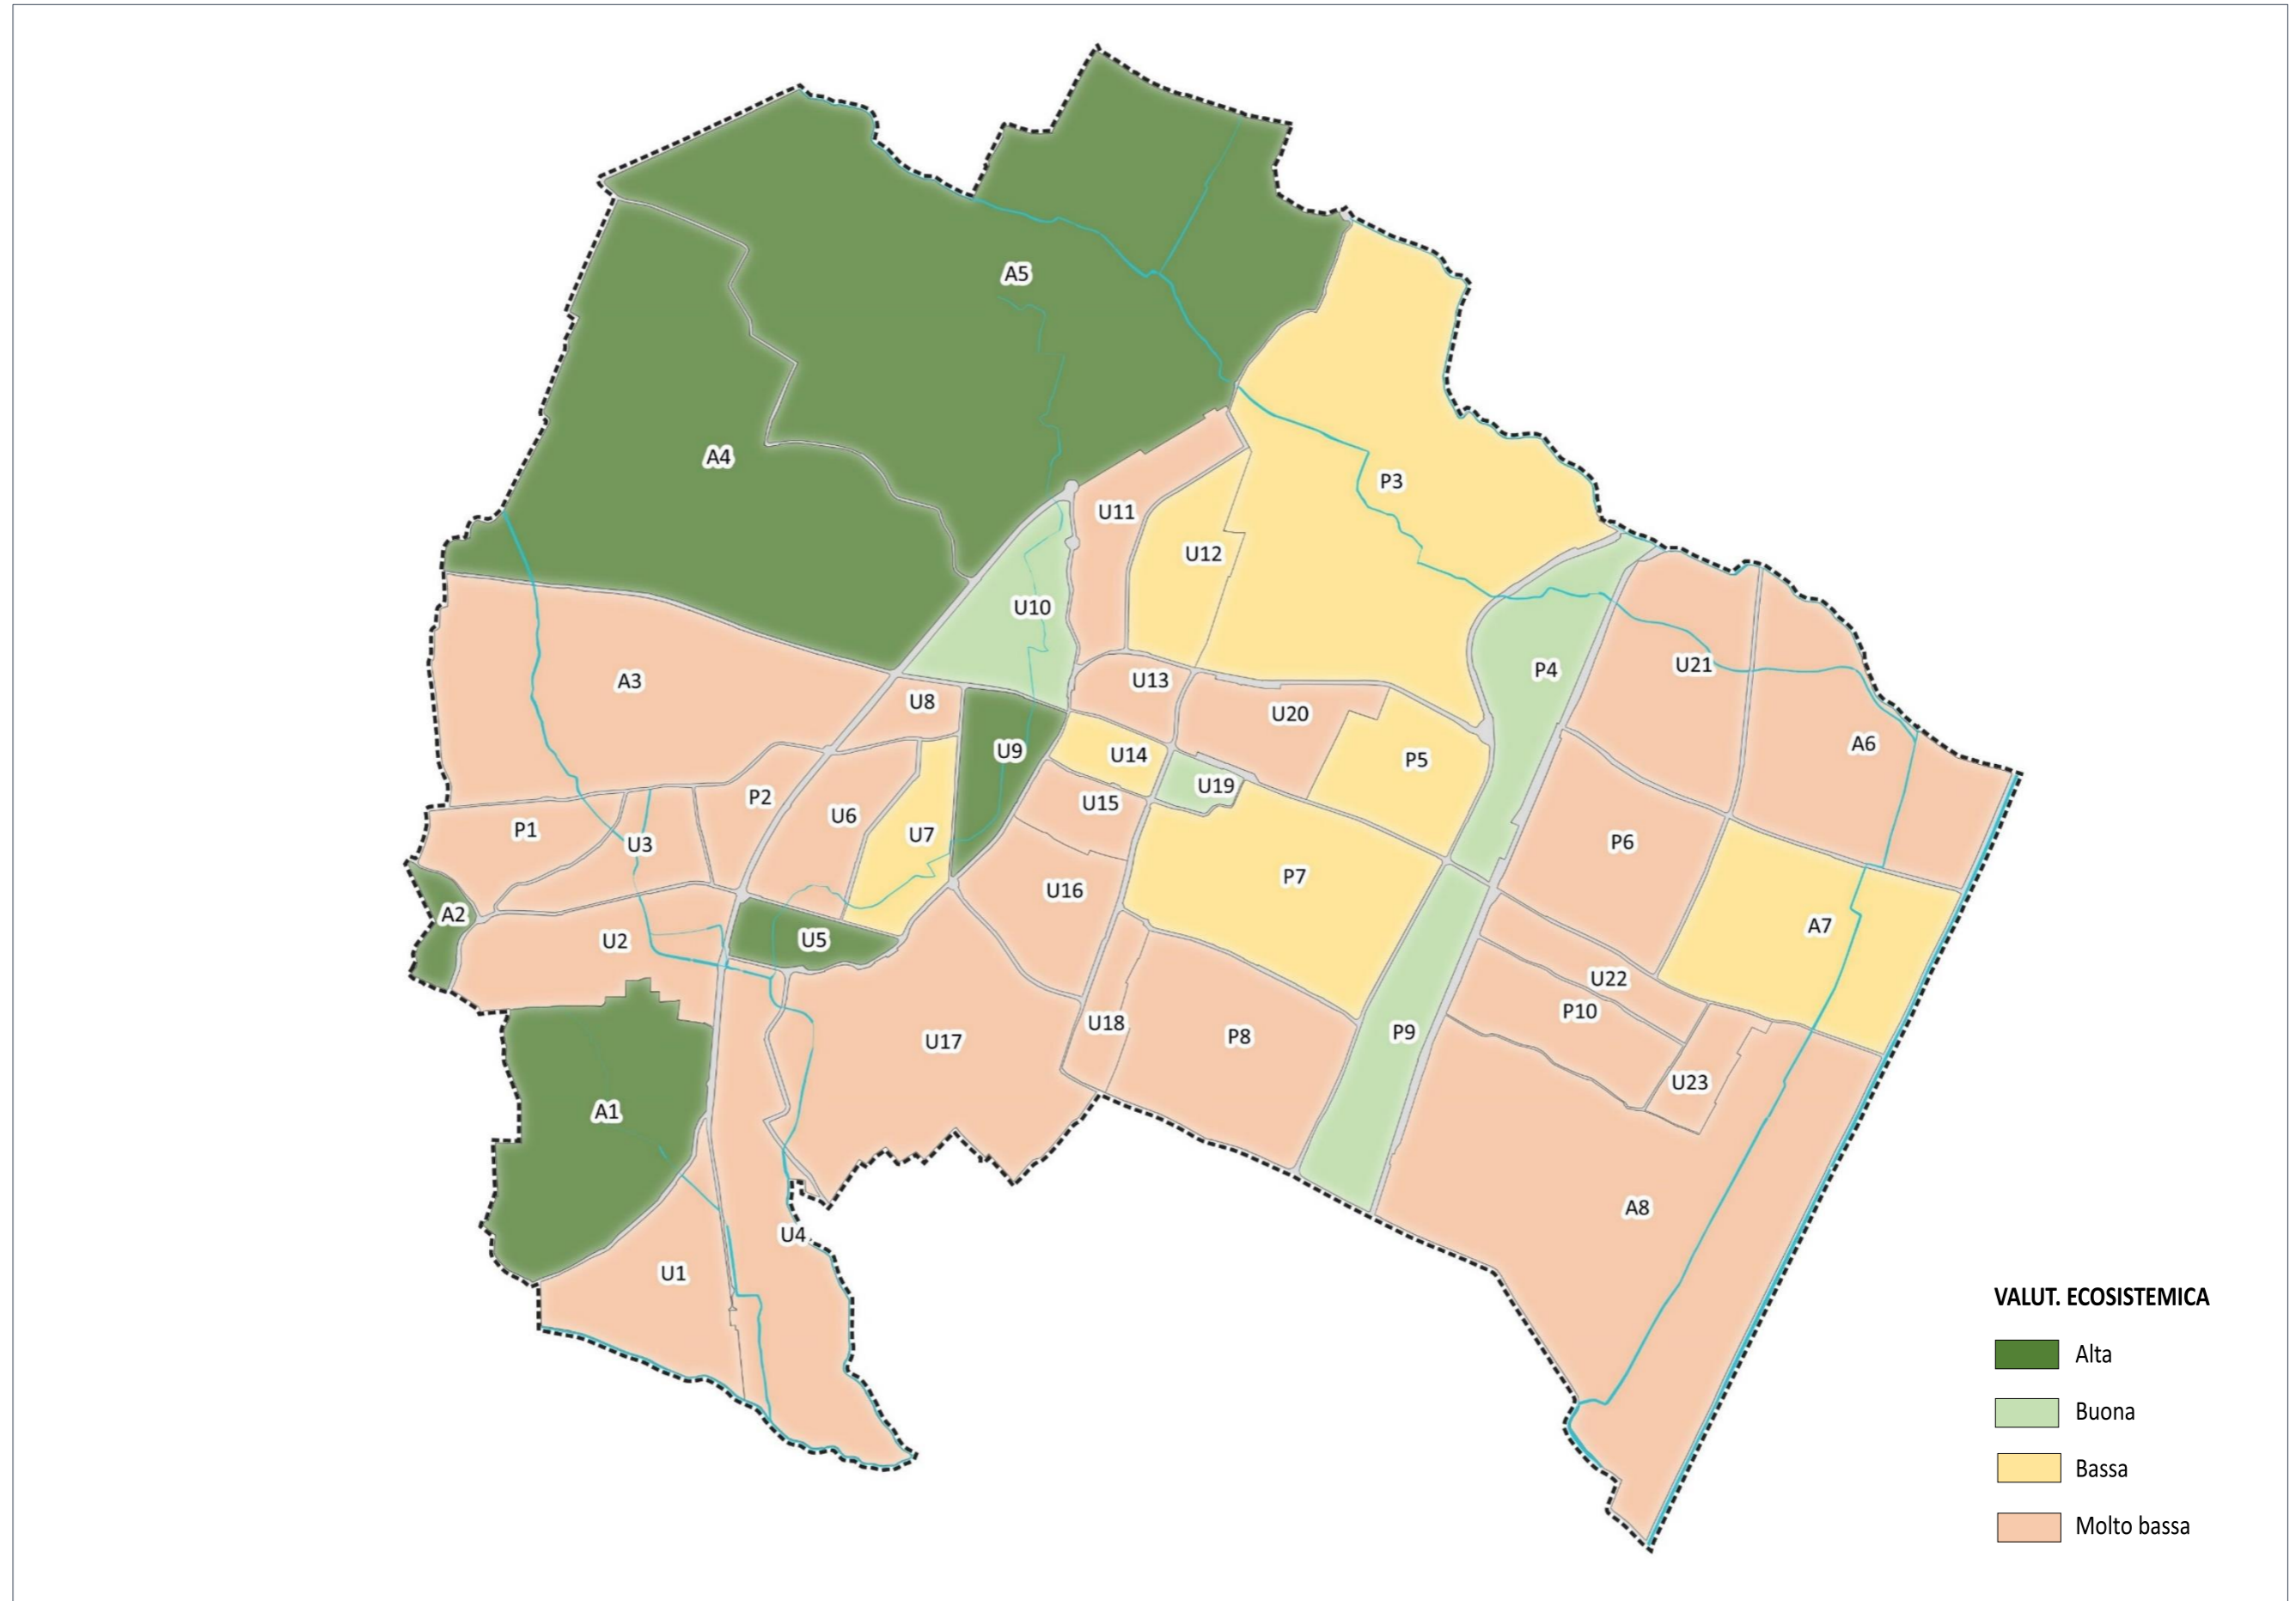 A5
A4
P3
U11
U12
U10
U21
P4
A3
U13
U8
U20
A6
U9
U14
P5
U19
P2
U15
U6
P1
U7
U3
P6
P7
U16
A2
A7
U5
U2
U22
P10
U18
P9
P8
U17
U23
A1
A8
U4
U1
VALUT. ECOSISTEMICA
Alta
Buona
Bassa
Molto bassa